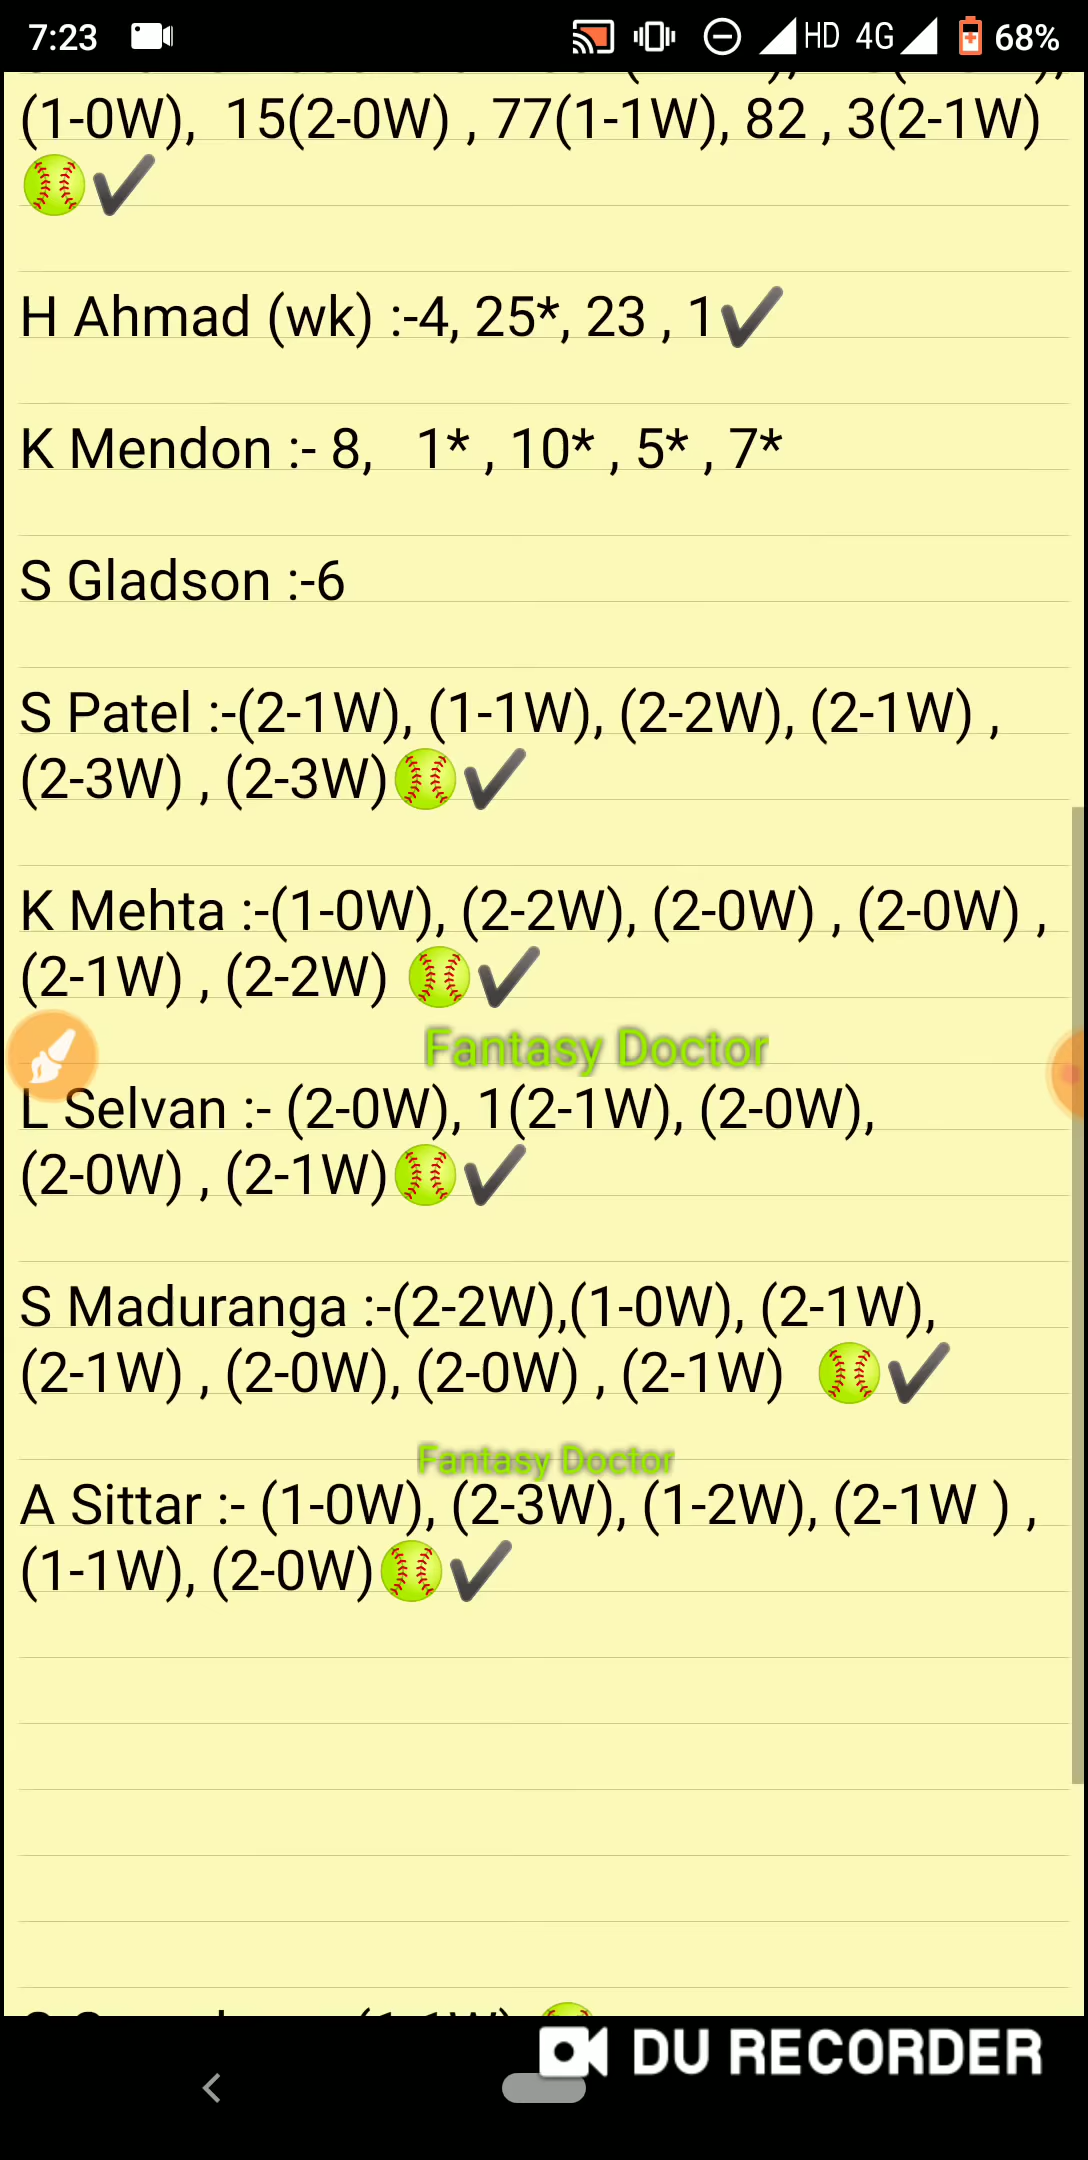 7:23 HD 4G 68%
(1-0W), 15(2-0W) , 77(1-1W), 82 , 3(2-1W)
H Ahmad (wk) :-4, 25*, 23 , 1
K Mendon :- 8, 1* , 10* , 5* , 7*
S Gladson :-6
S Patel :-(2-1W), (1-1W), (2-2W), (2-1W) ,
(2-3W) , (2-3W)
K Mehta :-(1-0W), (2-2W), (2-0W) , (2-0W) ,
(2-1W) , (2-2W)
Fantasy Doctor
L Selvan :- (2-0W), 1(2-1W), (2-0W),
(2-0W) , (2-1W)
S Maduranga :-(2-2W),(1-0W), (2-1W),
(2-1W) , (2-0W), (2-0W) , (2-1W)
Fantasy Doctor
A Sittar :- (1-0W), (2-3W), (1-2W), (2-1W ) ,
(1-1W), (2-0W)
DU RECORDER